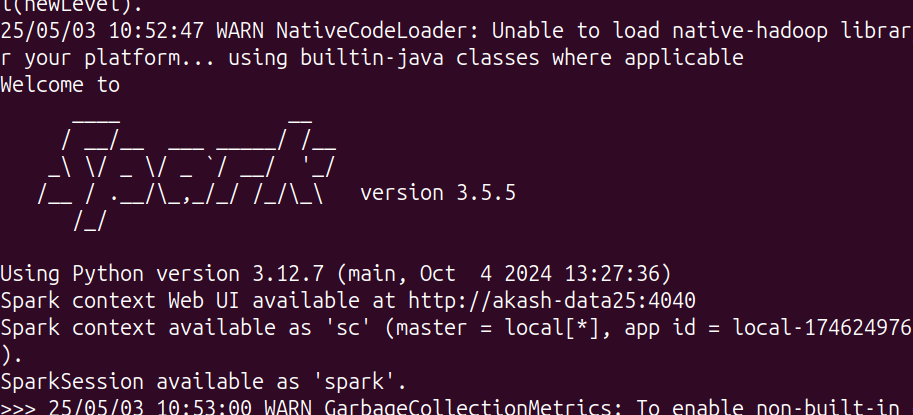 l(newLevel).
25/05/03 10:52:47 WARN NativeCodeLoader: Unable to load native-hadoop librar
r your platform... using builtin-java classes where applicable
Welcome to
      ____              __
     / __/__  ___ _____/ /__
    _\ \/ _ \/ _ `/ __/  '_/
   /__ / .__/\_,_/_/ /_/\_\   version 3.5.5
      /_/
Using Python version 3.12.7 (main, Oct  4 2024 13:27:36)
Spark context Web UI available at http://akash-data25:4040
Spark context available as 'sc' (master = local[*], app id = local-174624976
).
SparkSession available as 'spark'.
>>> 25/05/03 10:53:00 WARN GarbageCollectionMetrics: To enable non-built-in